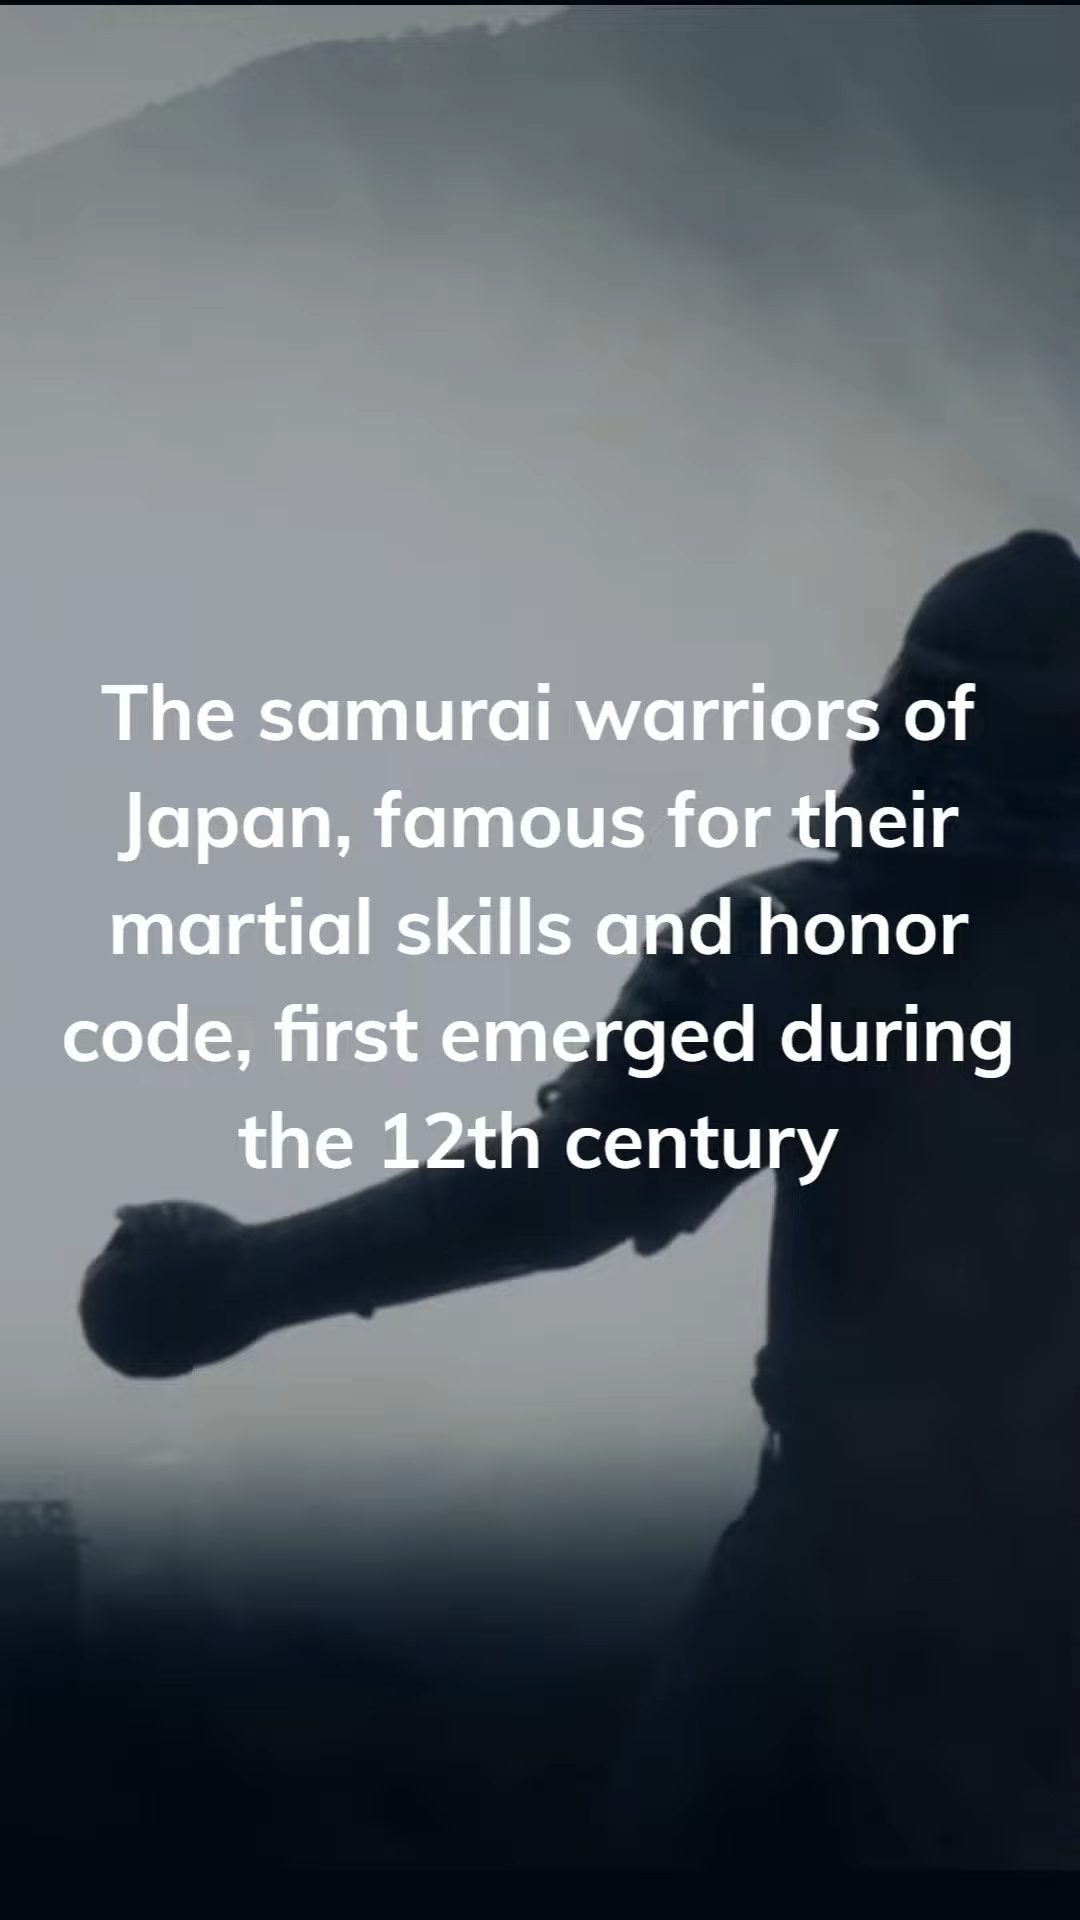 The samurai warriors of
Japan, famous for their
martial skills and honor
code, first emerged during
the 12th century